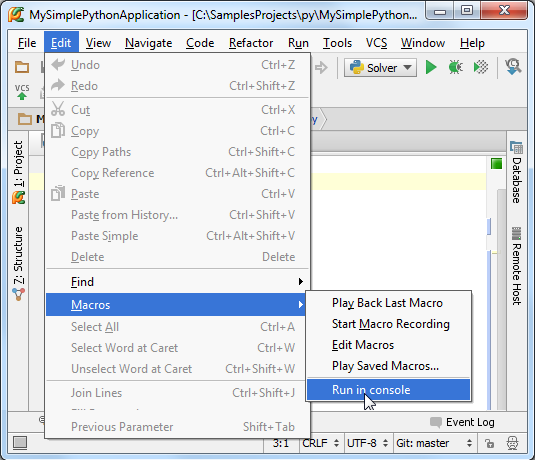 MySimplePythonApplication - [C:\SamplesProjects\py\MySimplePython...
File Edit View Navigate Code Refactor Run Tools VCS Window Help
Solver
VCS
Undo Ctrl+Z
Redo Ctrl+Shift+Z
Cut Ctrl+X
Copy Ctrl+C
Copy Paths Ctrl+Shift+C
Copy Reference Ctrl+Alt+Shift+C
Paste Ctrl+V
Paste from History... Ctrl+Shift+V
Paste Simple Ctrl+Alt+Shift+V
Delete Delete
Find
Macros
Select All Ctrl+A
Select Word at Caret Ctrl+W
Unselect Word at Caret Ctrl+Shift+W
Join Lines Ctrl+Shift+J
Previous Parameter Shift+Tab
Play Back Last Macro
Start Macro Recording
Edit Macros
Play Saved Macros...
Run in console
1: Project
Z: Structure
Database
Remote Host
Event Log
3:1 CRLF UTF-8 Git: master